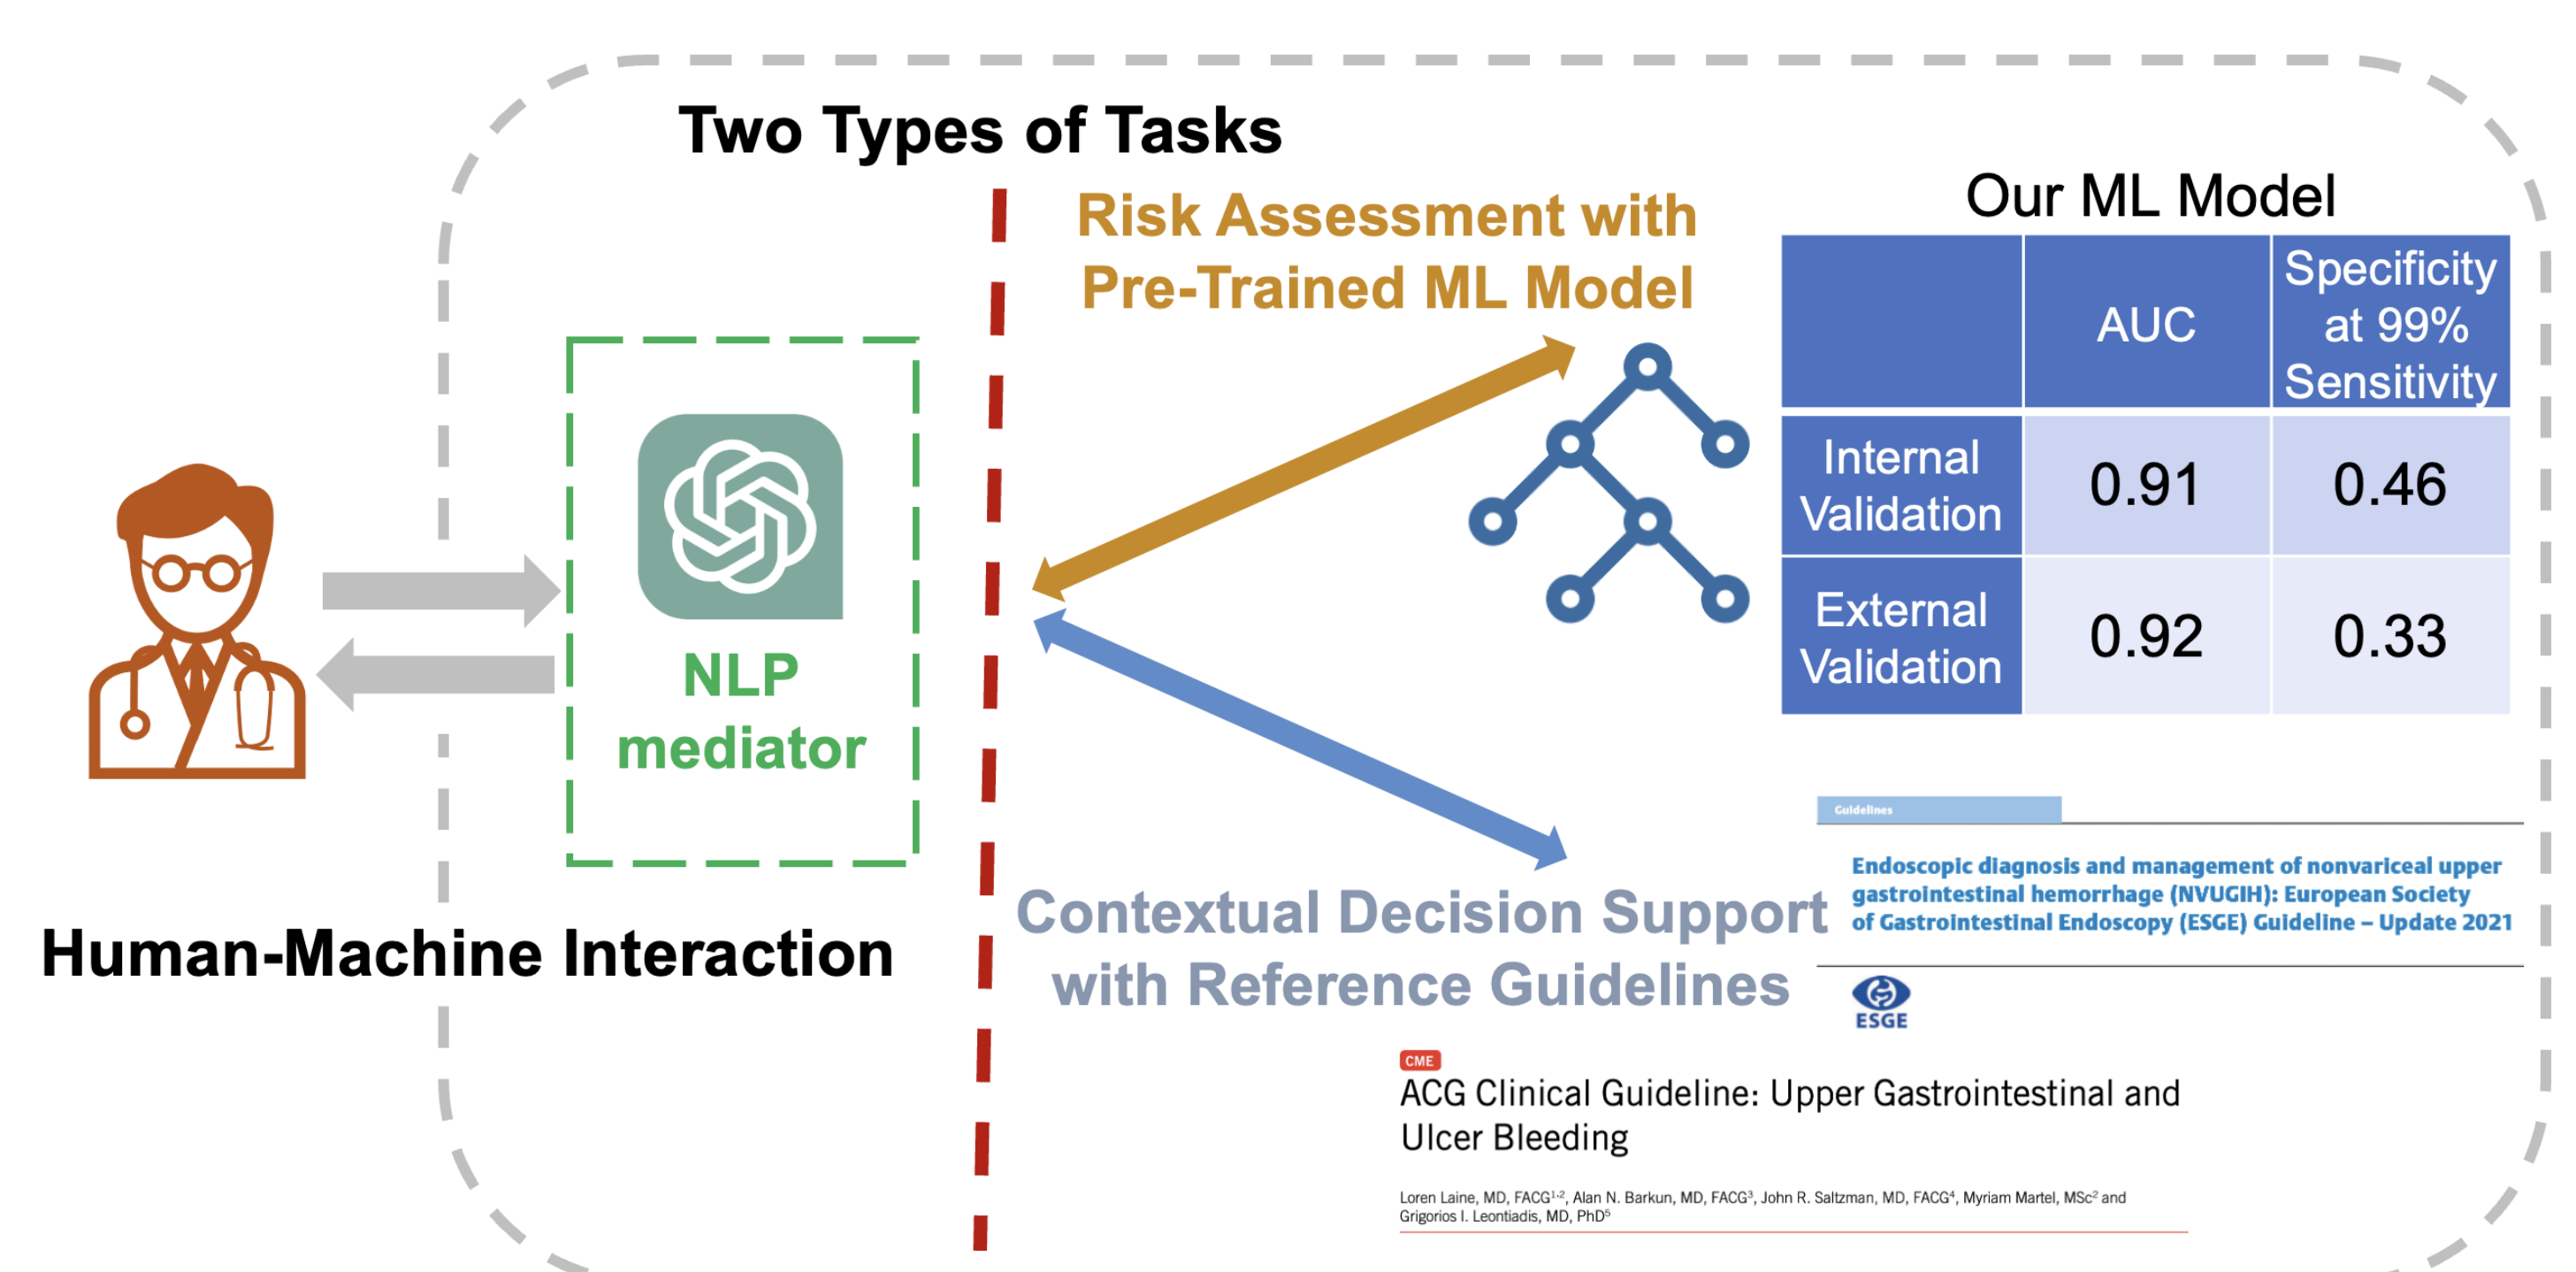 Two Types of Tasks
Risk Assessment with
Pre-Trained ML Model
Our ML Model
AUC
Specificity
at 99%
Sensitivity
Internal
Validation
0.91
0.46
External
Validation
0.92
0.33
NLP
mediator
Human-Machine Interaction
Contextual Decision Support
with Reference Guidelines
Guidelines
Endoscopic diagnosis and management of nonvariceal upper
gastrointestinal hemorrhage (NVUGIH): European Society
of Gastrointestinal Endoscopy (ESGE) Guideline – Update 2021
ESGE
CME
ACG Clinical Guideline: Upper Gastrointestinal and
Ulcer Bleeding
Loren Laine, MD, FACG¹,², Alan N. Barkun, MD, FACG³, John R. Saltzman, MD, FACG⁴, Myriam Martel, MSc² and
Grigorios I. Leontiadis, MD, PhD⁵